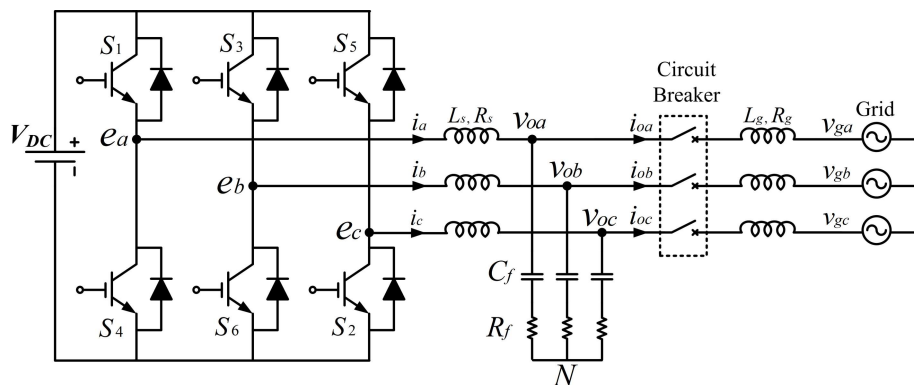 S1 S3 S5
Circuit
Breaker
Grid
VDC + - ea ia Ls, Rs voa ioa Lg, Rg vga
eb ib vob iob vgb
ec ic voc ioc vgc
Cf
S4 S6 S2 Rf
N